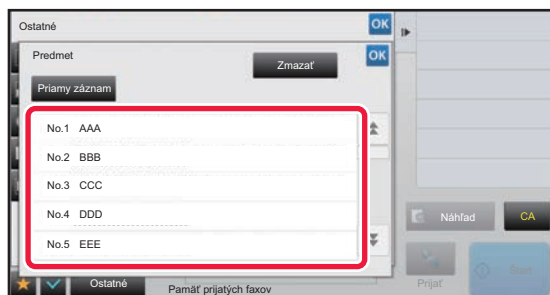 Ostatné
OK
Predmet
OK
Zmazať
Priamy záznam
No.1 AAA
No.2 BBB
No.3 CCC
No.4 DDD
No.5 EEE
Náhľad
CA
Ostatné
Pamäť prijatých faxov
Prijať
Štart